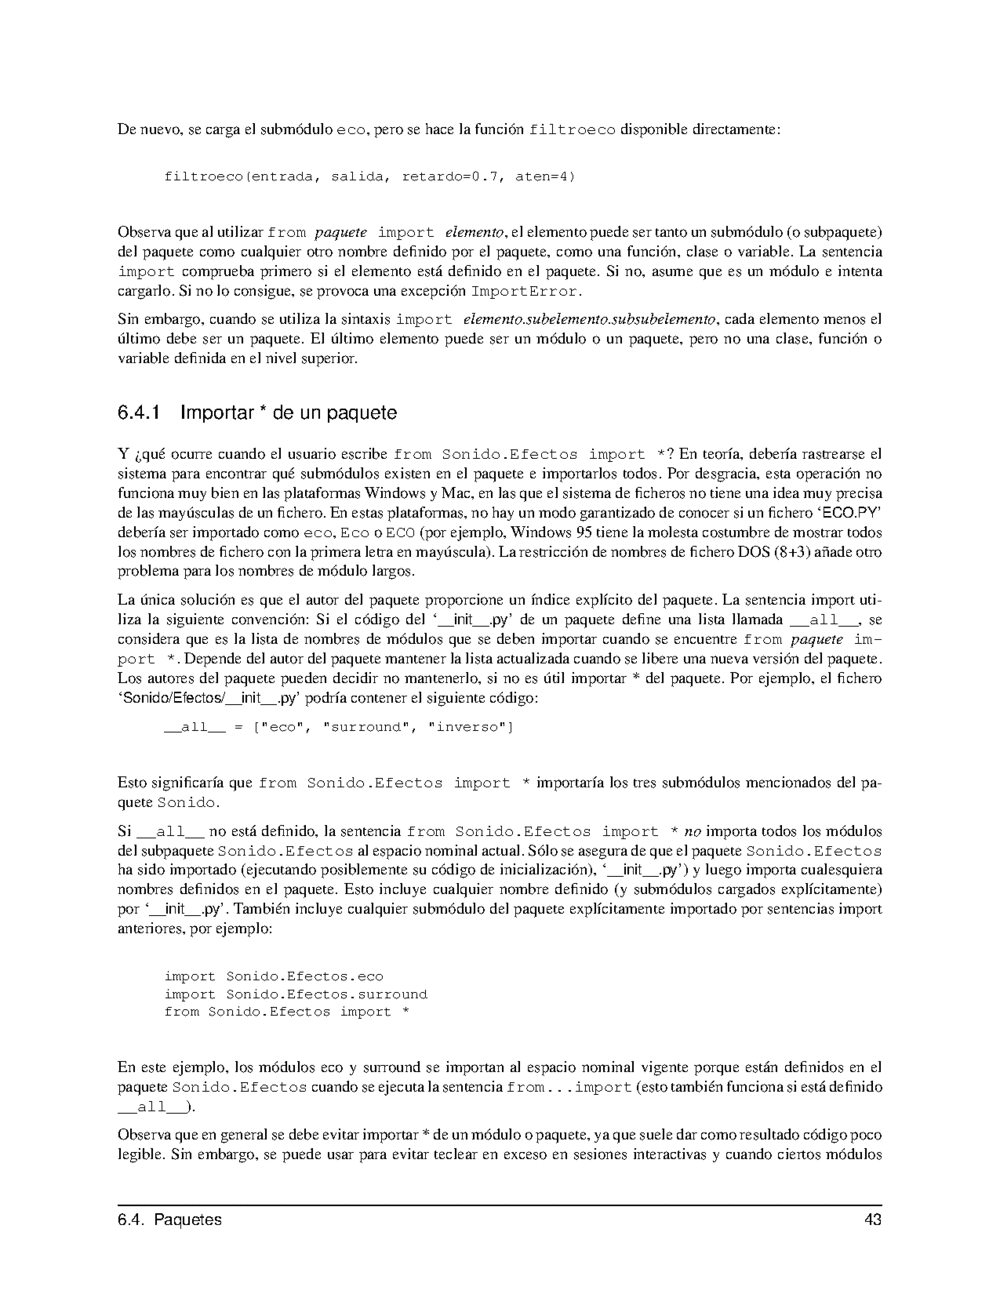 De nuevo, se carga el submódulo eco, pero se hace la función filtroeco disponible directamente:
filtroeco(entrada, salida, retardo=0.7, aten=4)
Observa que al utilizar from paquete import elemento, el elemento puede ser tanto un submódulo (o subpaquete)
del paquete como cualquier otro nombre definido por el paquete, como una función, clase o variable. La sentencia
import comprueba primero si el elemento está definido en el paquete. Si no, asume que es un módulo e intenta
cargarlo. Si no lo consigue, se provoca una excepción ImportError.
Sin embargo, cuando se utiliza la sintaxis import elemento.subelemento.subsubelemento, cada elemento menos el
último debe ser un paquete. El último elemento puede ser un módulo o un paquete, pero no una clase, función o
variable definida en el nivel superior.
6.4.1 Importar * de un paquete
Y ¿qué ocurre cuando el usuario escribe from Sonido.Efectos import *? En teoría, debería rastrearse el
sistema para encontrar qué submódulos existen en el paquete e importarlos todos. Por desgracia, esta operación no
funciona muy bien en las plataformas Windows y Mac, en las que el sistema de ficheros no tiene una idea muy precisa
de las mayúsculas de un fichero. En estas plataformas, no hay un modo garantizado de conocer si un fichero ‘ECO.PY’
debería ser importado como eco, Eco o ECO (por ejemplo, Windows 95 tiene la molesta costumbre de mostrar todos
los nombres de fichero con la primera letra en mayúscula). La restricción de nombres de fichero DOS (8+3) añade otro
problema para los nombres de módulo largos.
La única solución es que el autor del paquete proporcione un índice explícito del paquete. La sentencia import uti-
liza la siguiente convención: Si el código del ‘__init__.py’ de un paquete define una lista llamada __all__, se
considera que es la lista de nombres de módulos que se deben importar cuando se encuentre from paquete im-
port *. Depende del autor del paquete mantener la lista actualizada cuando se libere una nueva versión del paquete.
Los autores del paquete pueden decidir no mantenerlo, si no es útil importar * del paquete. Por ejemplo, el fichero
‘Sonido/Efectos/__init__.py’ podría contener el siguiente código:
__all__ = ["eco", "surround", "inverso"]
Esto significaría que from Sonido.Efectos import * importaría los tres submódulos mencionados del pa-
quete Sonido.
Si __all__ no está definido, la sentencia from Sonido.Efectos import * no importa todos los módulos
del subpaquete Sonido.Efectos al espacio nominal actual. Sólo se asegura de que el paquete Sonido.Efectos
ha sido importado (ejecutando posiblemente su código de inicialización), ‘__init__.py’) y luego importa cualesquiera
nombres definidos en el paquete. Esto incluye cualquier nombre definido (y submódulos cargados explícitamente)
por ‘__init__.py’. También incluye cualquier submódulo del paquete explícitamente importado por sentencias import
anteriores, por ejemplo:
import Sonido.Efectos.eco
import Sonido.Efectos.surround
from Sonido.Efectos import *
En este ejemplo, los módulos eco y surround se importan al espacio nominal vigente porque están definidos en el
paquete Sonido.Efectos cuando se ejecuta la sentencia from...import (esto también funciona si está definido
__all__).
Observa que en general se debe evitar importar * de un módulo o paquete, ya que suele dar como resultado código poco
legible. Sin embargo, se puede usar para evitar teclear en exceso en sesiones interactivas y cuando ciertos módulos
6.4. Paquetes 43